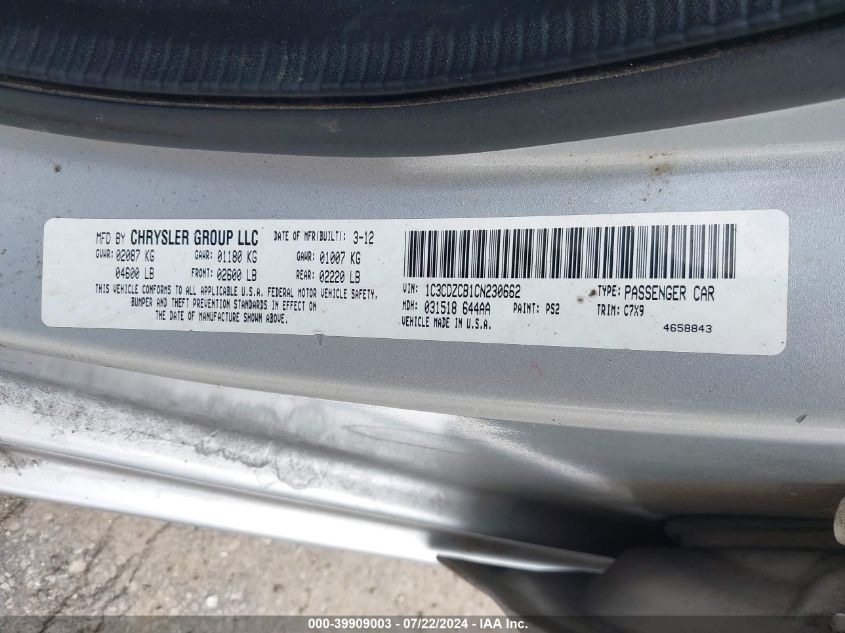 MFD BY CHRYSLER GROUP LLC DATE OF MFR(BUILT): 3-12
GVWR: 02087 KG GAWR: 01180 KG GAWR: 01007 KG
04600 LB FRONT: 02600 LB REAR: 02220 LB
THIS VEHICLE CONFORMS TO ALL APPLICABLE U.S.A. FEDERAL MOTOR VEHICLE SAFETY,
BUMPER AND THEFT PREVENTION STANDARDS IN EFFECT ON
THE DATE OF MANUFACTURE SHOWN ABOVE.
VIN: 1C3CDZCB1CN230662 TYPE: PASSENGER CAR
MDH: 031518 644AA PAINT: PS2 TRIM: C7X9
VEHICLE MADE IN U.S.A. 4658843
000-39909003 - 07/22/2024 - IAA Inc.